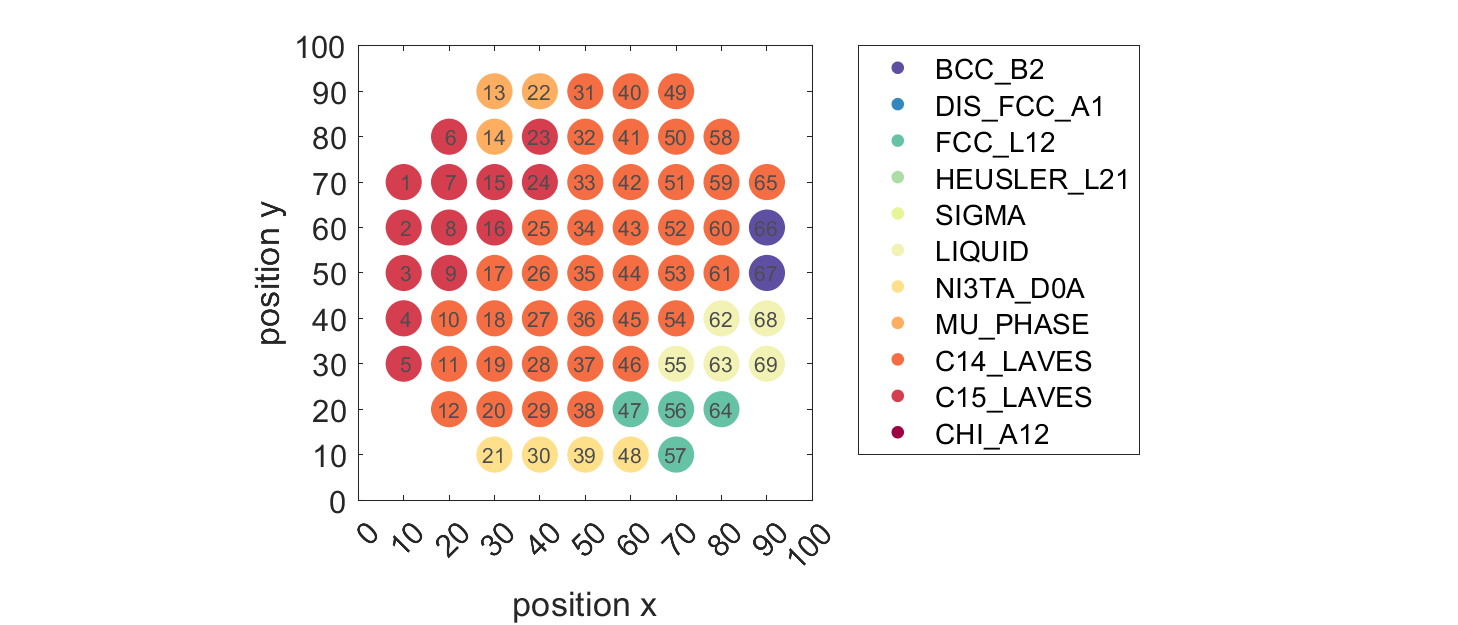 100
90
80
70
60
50
40
30
20
10
0
13 22 31 40 49
6 14 23 32 41 50 58
1 7 15 24 33 42 51 59 65
2 8 16 25 34 43 52 60 66
3 9 17 26 35 44 53 61 67
4 10 18 27 36 45 54 62 68
5 11 19 28 37 46 55 63 69
12 20 29 38 47 56 64
21 30 39 48 57
0 10 20 30 40 50 60 70 80 90 100
position x
position y
BCC_B2
DIS_FCC_A1
FCC_L12
HEUSLER_L21
SIGMA
LIQUID
NI3TA_D0A
MU_PHASE
C14_LAVES
C15_LAVES
CHI_A12